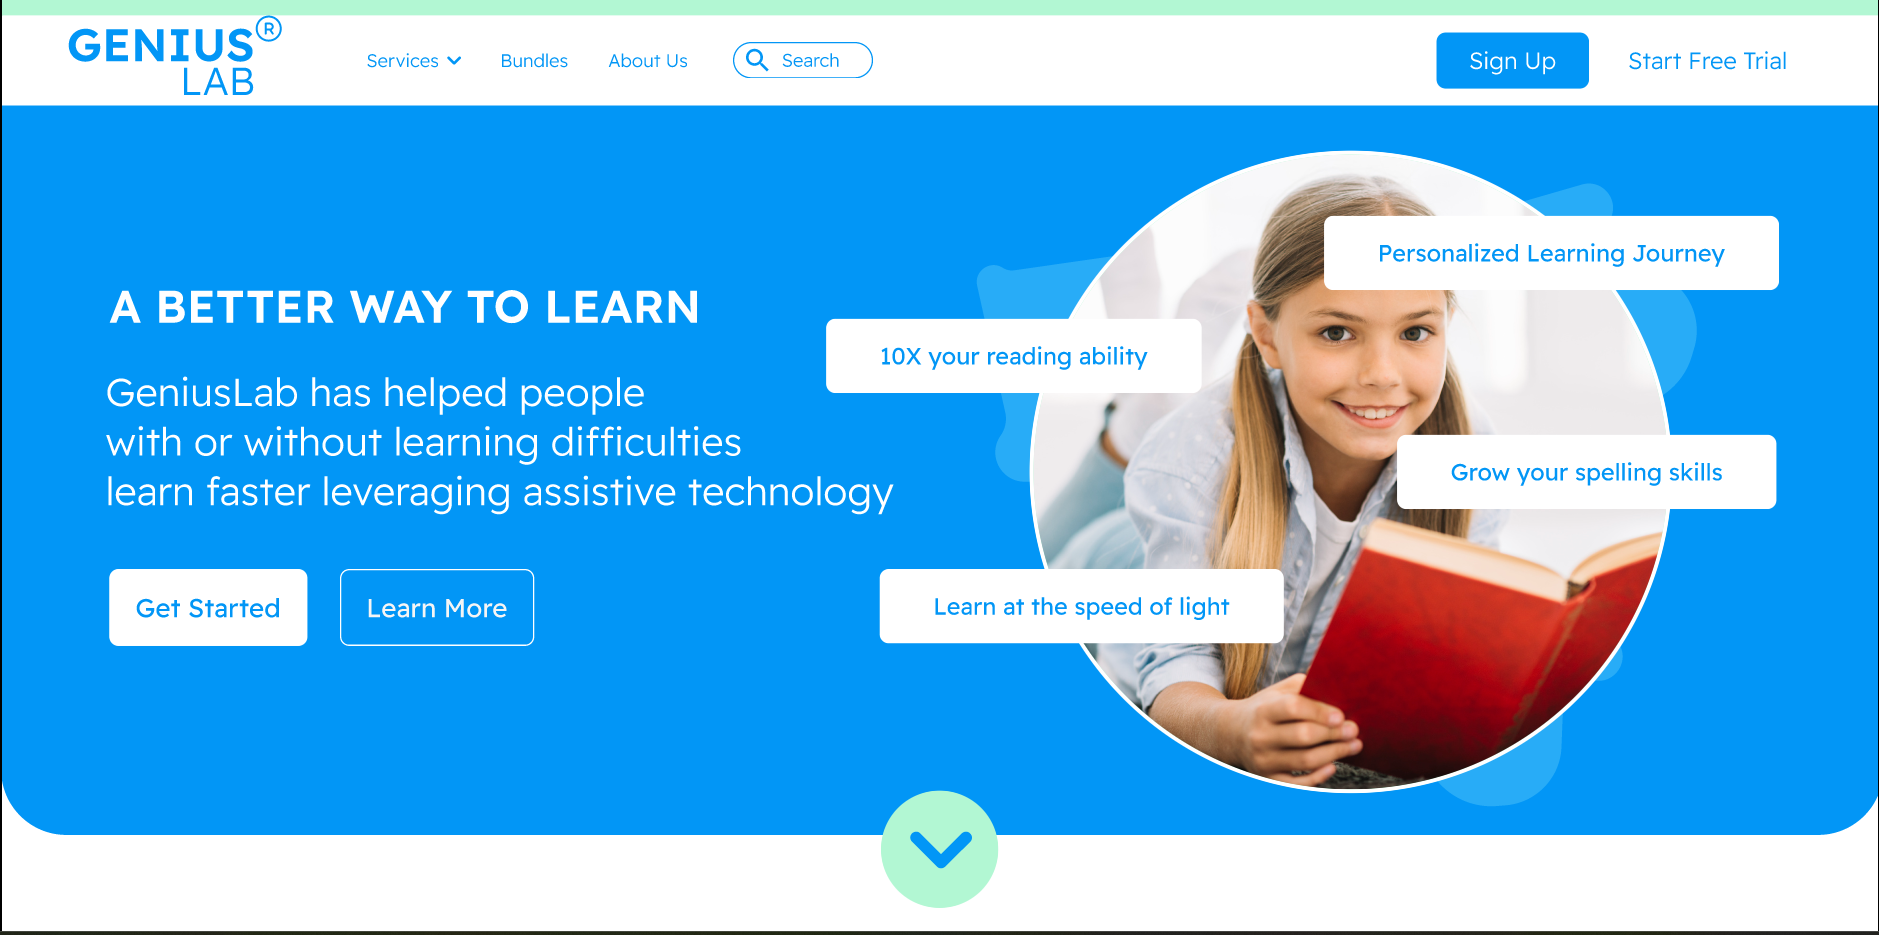 GENIUS®
LAB
Services
Bundles
About Us
Search
Sign Up
Start Free Trial
A BETTER WAY TO LEARN
GeniusLab has helped people
with or without learning difficulties
learn faster leveraging assistive technology
Get Started
Learn More
Personalized Learning Journey
10X your reading ability
Grow your spelling skills
Learn at the speed of light